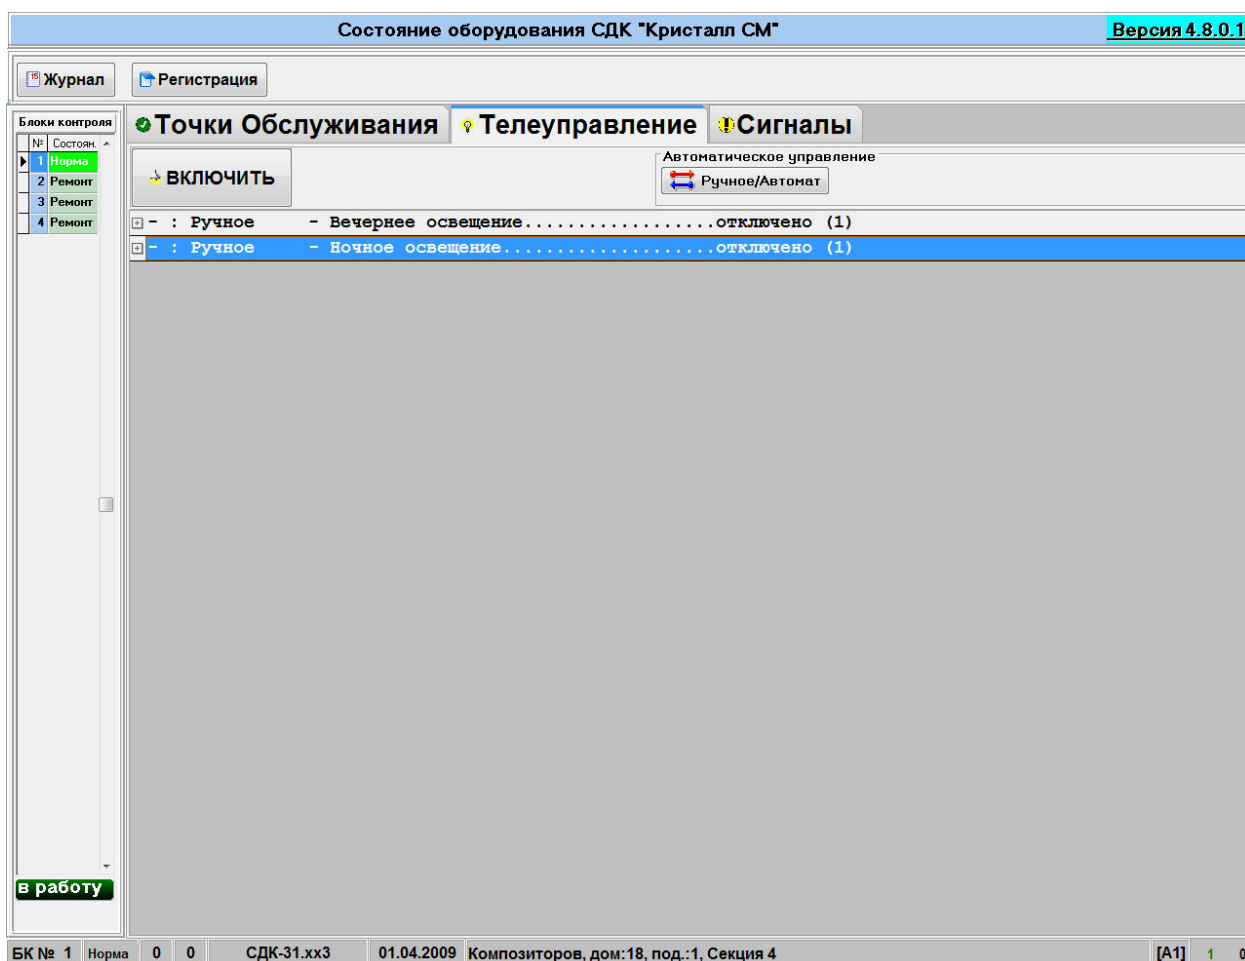 Состояние оборудования СДК "Кристалл СМ" Версия 4.8.0.1
Журнал Регистрация
Блоки контроля
№ Состоян.
1 Норма
2 Ремонт
3 Ремонт
4 Ремонт
в работу
Точки Обслуживания Телеуправление Сигналы
ВКЛЮЧИТЬ
Автоматическое управление
Ручное/Автомат
- : Ручное - Вечернее освещение..................отключено (1)
- : Ручное - Ночное освещение....................отключено (1)
БК № 1 Норма 0 0 СДК-31.xx3 01.04.2009 Композиторов, дом:18, под.:1, Секция 4 [A1] 1 0